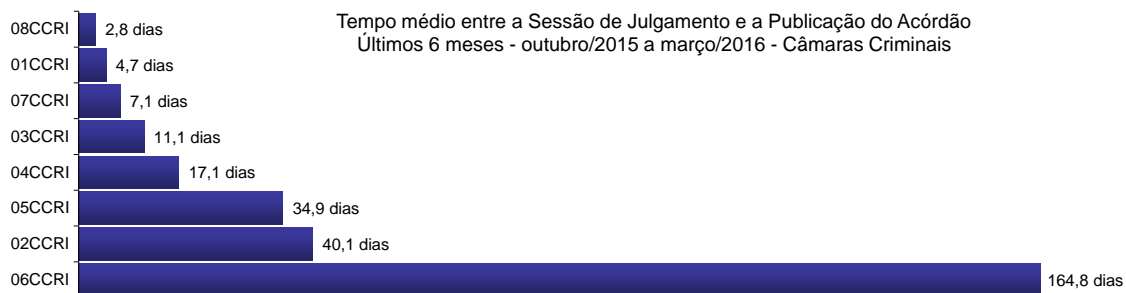 Tempo médio entre a Sessão de Julgamento e a Publicação do Acórdão
Últimos 6 meses - outubro/2015 a março/2016 - Câmaras Criminais
08CCRI 2,8 dias
01CCRI 4,7 dias
07CCRI 7,1 dias
03CCRI 11,1 dias
04CCRI 17,1 dias
05CCRI 34,9 dias
02CCRI 40,1 dias
06CCRI 164,8 dias